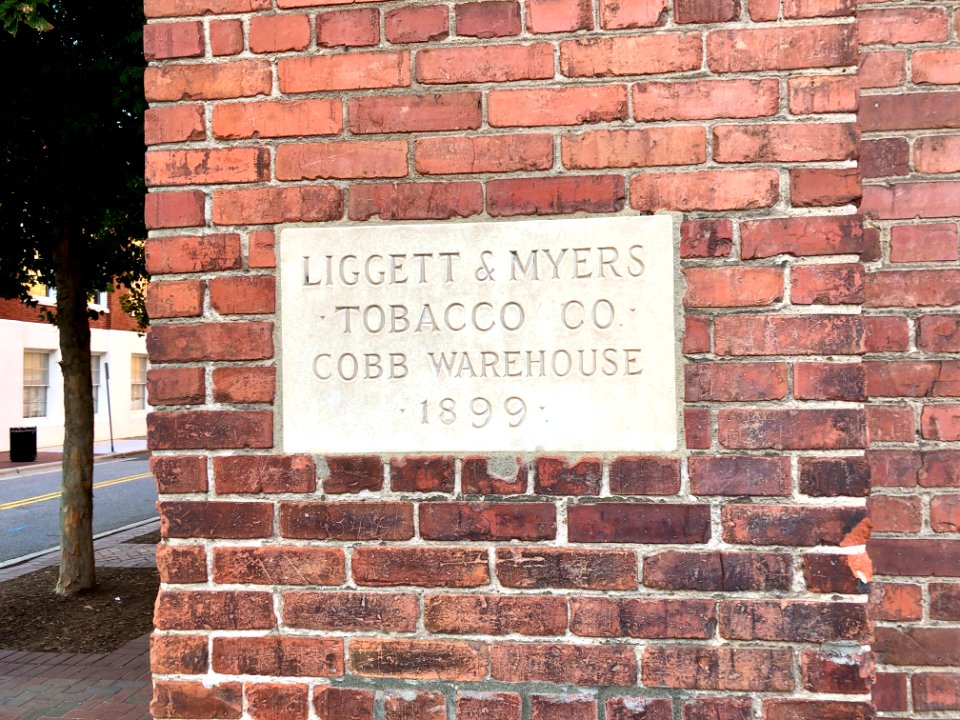 LIGGETT & MYERS
· TOBACCO CO. ·
COBB WAREHOUSE
· 1899 ·